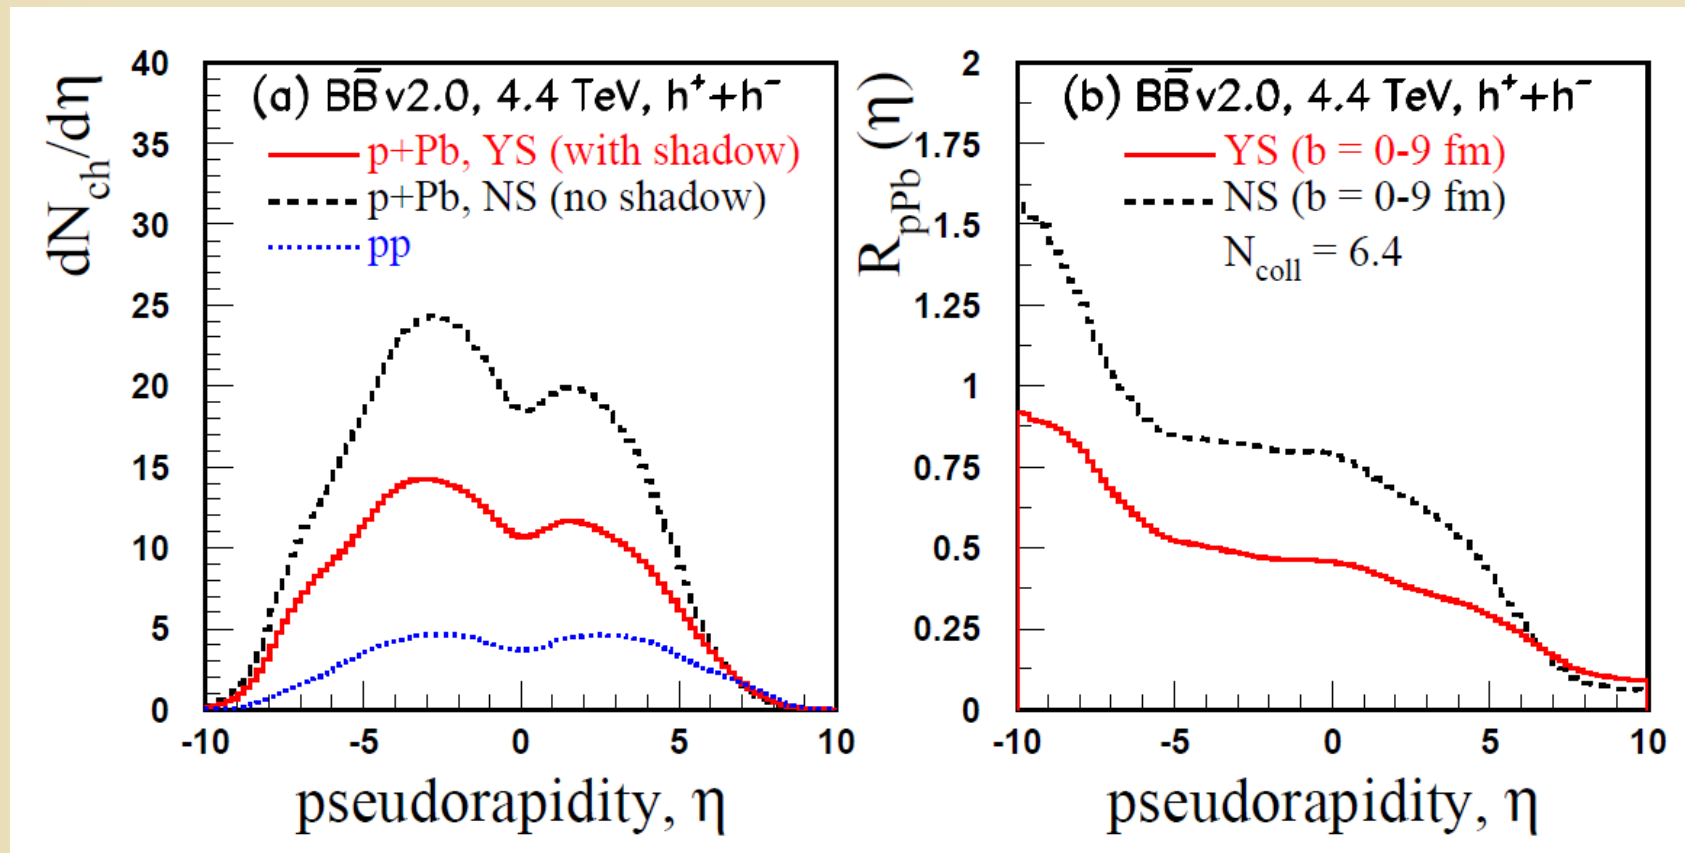 (a) BB̄ v2.0, 4.4 TeV, h⁺+h⁻
p+Pb, YS (with shadow)
p+Pb, NS (no shadow)
pp
dN_ch/dη
40
35
30
25
20
15
10
5
0
-10 -5 0 5 10
pseudorapidity, η
(b) BB̄ v2.0, 4.4 TeV, h⁺+h⁻
YS (b = 0-9 fm)
NS (b = 0-9 fm)
N_coll = 6.4
R_pPb (η)
2
1.75
1.5
1.25
1
0.75
0.5
0.25
0
-10 -5 0 5 10
pseudorapidity, η